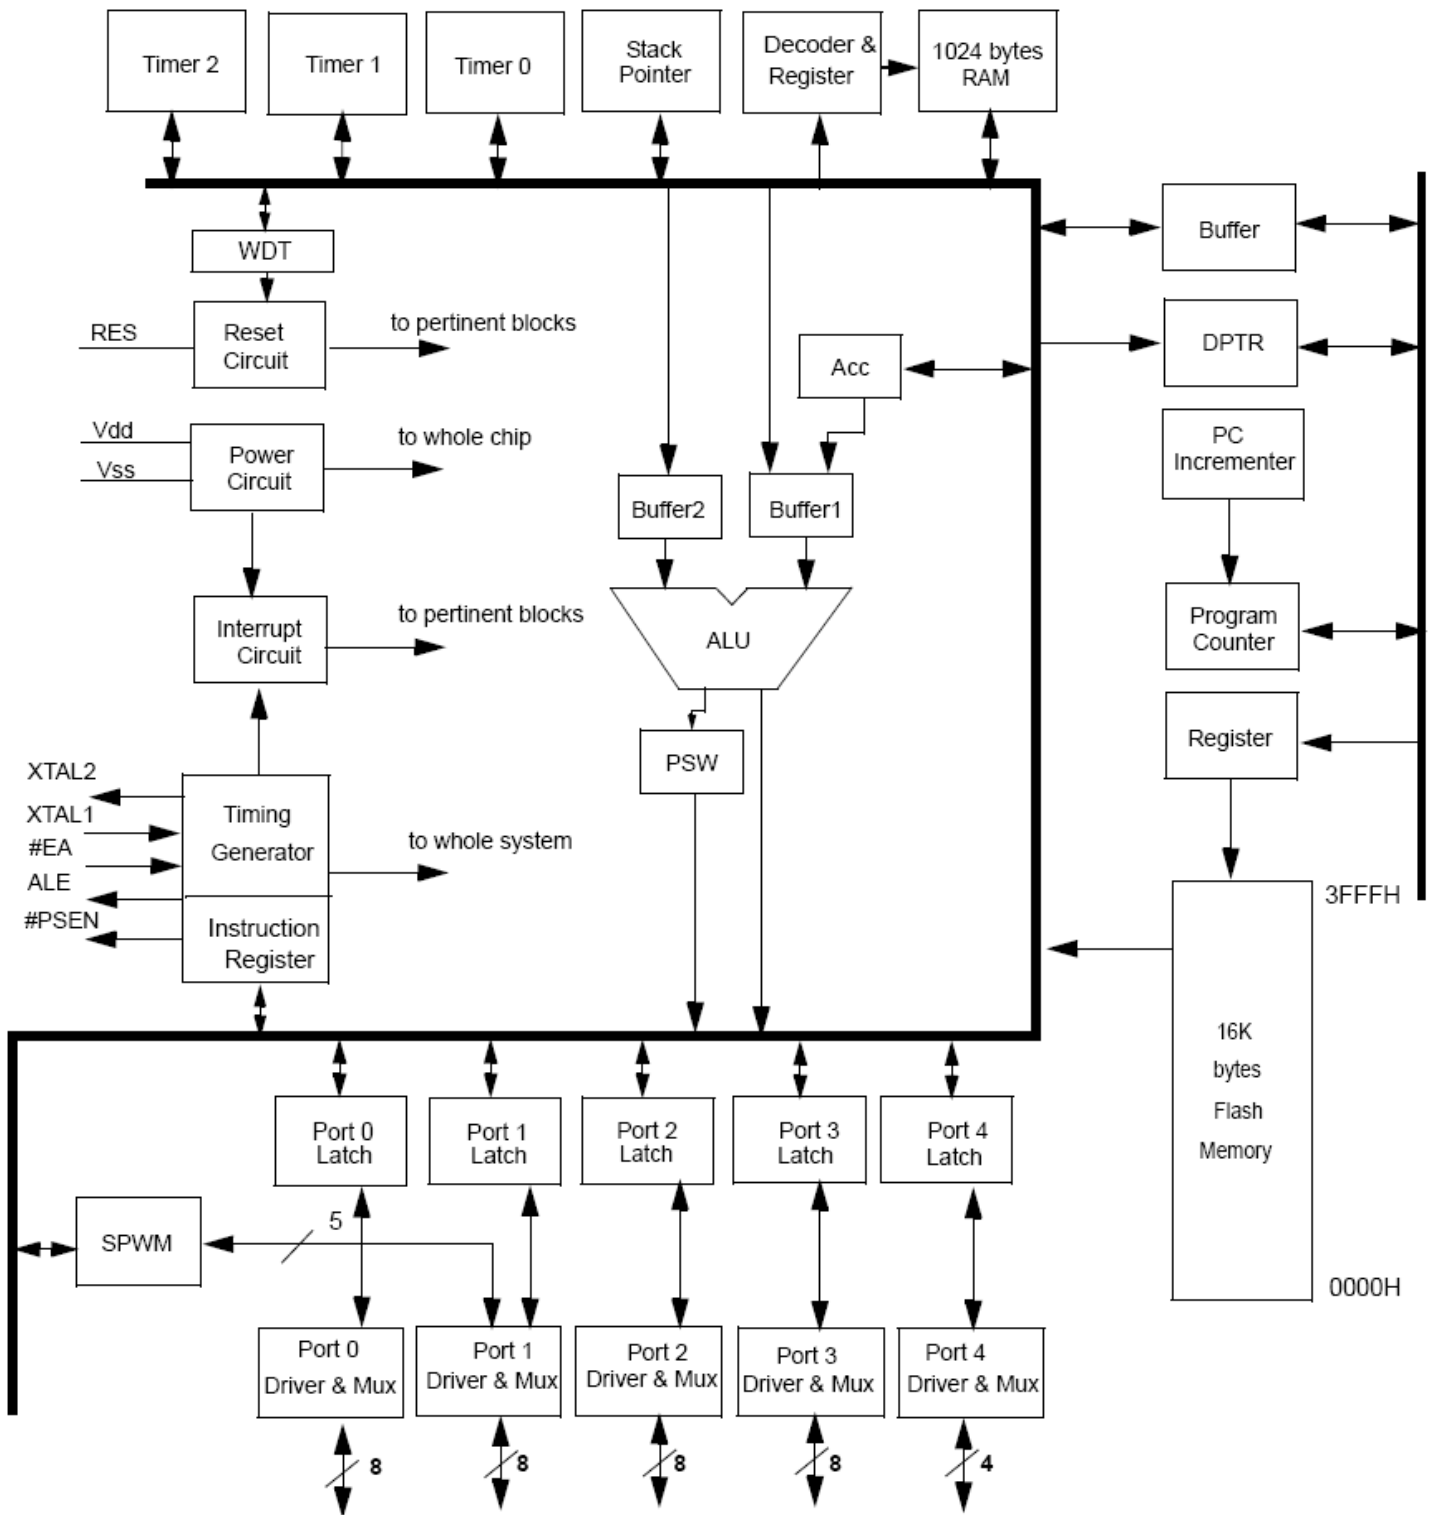 Timer 2
Timer 1
Timer 0
Stack
Pointer
Decoder &
Register
1024 bytes
RAM
WDT
Buffer
RES
Reset
Circuit
to pertinent blocks
Acc
DPTR
Vdd
Vss
Power
Circuit
to whole chip
PC
Incrementer
Buffer2
Buffer1
Interrupt
Circuit
to pertinent blocks
ALU
Program
Counter
PSW
Register
XTAL2
XTAL1
#EA
ALE
#PSEN
Timing
Generator
to whole system
Instruction
Register
3FFFH
16K
bytes
Flash
Memory
0000H
Port 0
Latch
Port 1
Latch
Port 2
Latch
Port 3
Latch
Port 4
Latch
SPWM
5
Port 0
Driver & Mux
Port 1
Driver & Mux
Port 2
Driver & Mux
Port 3
Driver & Mux
Port 4
Driver & Mux
8
8
8
8
4